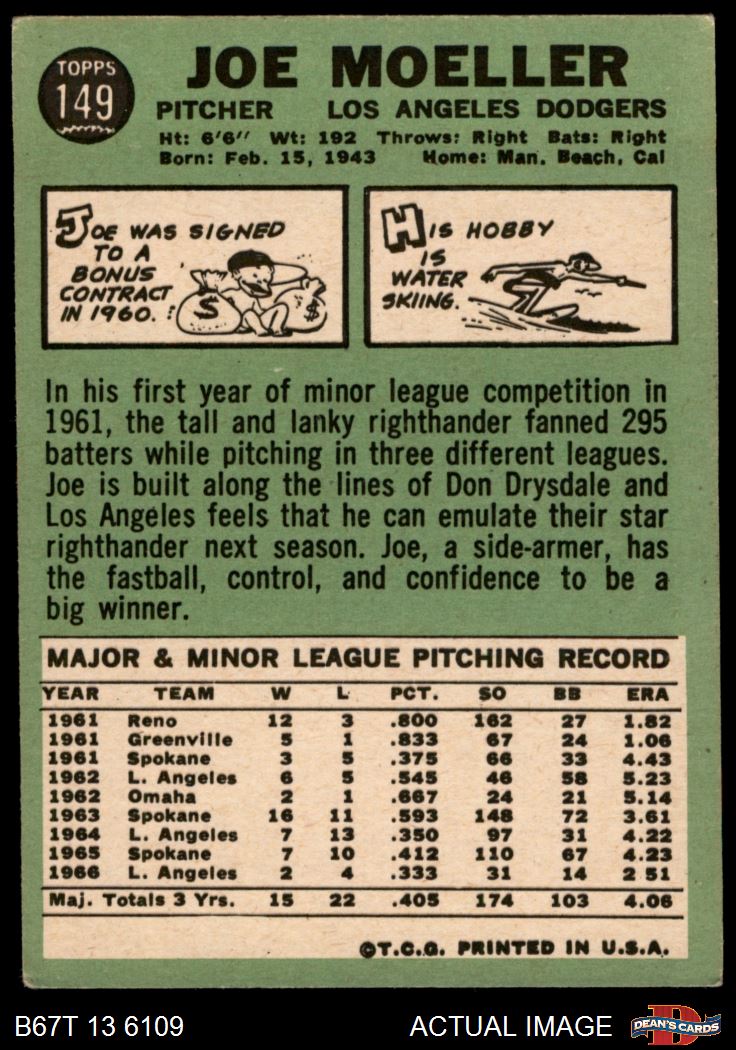 TOPPS
149
JOE MOELLER
PITCHER LOS ANGELES DODGERS
Ht: 6'6" Wt: 192 Throws: Right Bats: Right
Born: Feb. 15, 1943 Home: Man. Beach, Cal
JOE WAS SIGNED
TO A
BONUS
CONTRACT
IN 1960.
$ $
HIS HOBBY
IS
WATER
SKIING.
In his first year of minor league competition in
1961, the tall and lanky righthander fanned 295
batters while pitching in three different leagues.
Joe is built along the lines of Don Drysdale and
Los Angeles feels that he can emulate their star
righthander next season. Joe, a side-armer, has
the fastball, control, and confidence to be a
big winner.
MAJOR & MINOR LEAGUE PITCHING RECORD
YEAR TEAM W L PCT. SO BB ERA
1961 Reno 12 3 .800 162 27 1.82
1961 Greenville 5 1 .833 67 24 1.06
1961 Spokane 3 5 .375 66 33 4.43
1962 L. Angeles 6 5 .545 46 58 5.23
1962 Omaha 2 1 .667 24 21 5.14
1963 Spokane 16 11 .593 148 72 3.61
1964 L. Angeles 7 13 .350 97 31 4.22
1965 Spokane 7 10 .412 110 67 4.23
1966 L. Angeles 2 4 .333 31 14 2 51
Maj. Totals 3 Yrs. 15 22 .405 174 103 4.06
©T.C.G. PRINTED IN U.S.A.
B67T 13 6109 ACTUAL IMAGE
D
DEAN'S CARDS